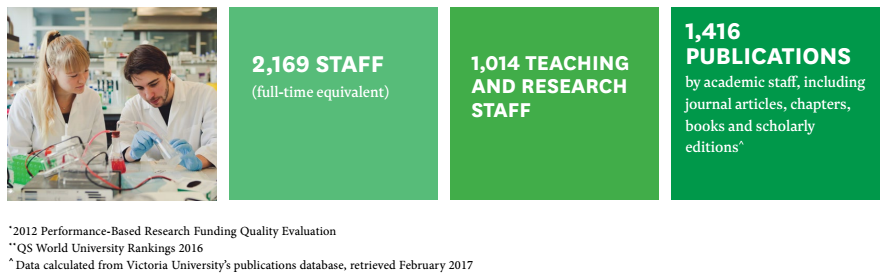 2,169 STAFF
(full-time equivalent)
1,014 TEACHING
AND RESEARCH
STAFF
1,416
PUBLICATIONS
by academic staff, including
journal articles, chapters,
books and scholarly
editions^
*2012 Performance-Based Research Funding Quality Evaluation
**QS World University Rankings 2016
^Data calculated from Victoria University's publications database, retrieved February 2017